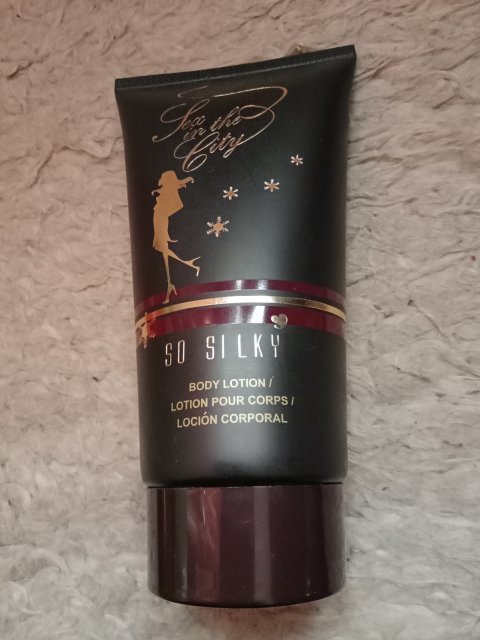 Sex
in the
City
SO SILKY
BODY LOTION /
LOTION POUR CORPS /
LOCIÓN CORPORAL